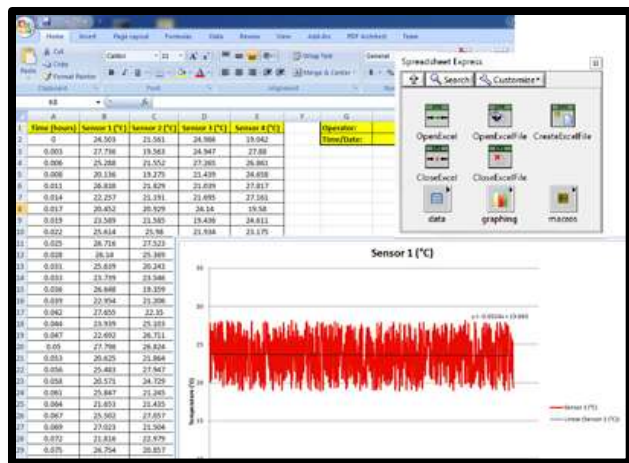 Home Insert Page Layout Formulas Data Review View Add-Ins PDF Architect Team
Cut
Copy
Format Painter
Paste
Calibri 11
Wrap Text
General
Merge & Center
Clipboard Font Alignment
K8
A B C D E F G
Time (hours) Sensor 1 (°C) Sensor 2 (°C) Sensor 3 (°C) Sensor 4 (°C) Operator:
0 24.503 21.561 24.986 19.042 Time/Date:
0.003 27.736 19.563 24.947 27.88
0.006 25.288 21.552 27.265 26.861
0.008 20.136 19.275 21.439 24.658
0.011 26.838 21.829 21.039 27.817
0.014 22.257 21.191 21.695 27.161
0.017 20.452 20.929 26.14 19.58
0.019 23.589 21.585 19.436 24.611
0.022 25.614 25.98 21.934 23.175
0.025 26.716 27.523
0.028 26.14 25.369
0.031 25.839 20.243
0.033 23.739 23.546
0.036 26.648 19.159
0.039 22.954 21.206
0.042 27.655 22.35
0.044 23.939 25.103
0.047 22.692 26.711
0.05 27.798 26.824
0.053 20.625 21.864
0.056 25.483 27.947
0.058 20.571 24.729
0.061 25.847 21.245
0.064 21.651 21.435
0.067 25.502 27.057
0.069 27.023 21.504
0.072 21.816 22.979
0.075 26.754 20.857
Spreadsheet Express
Search Customize
OpenExcel OpenExcelFile CreateExcelFile
CloseExcel CloseExcelFile
data graphing macros
Sensor 1 (°C)
Temperature (°C)
35
30
25
20
15
Sensor 1 (°C)
Linear (Sensor 1 (°C))